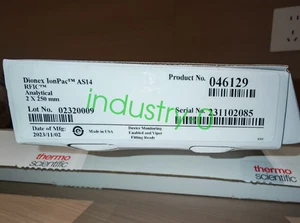 Dionex IonPac™ AS14
RFIC™
Analytical
2 X 250 mm
Product No. 046129
Lot No. 02320009
Serial No. 231102085
industry-6
Date of Mfg:
2023/11/02
Made in USA
Device Monitoring
Enabled and Viper
Fitting Ready
thermo
scientific
thermo
scientific